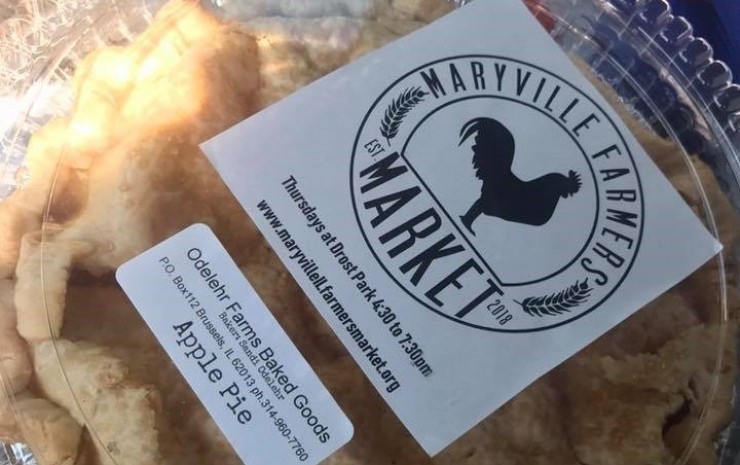 MARYVILLE FARMERS
EST. 2018
MARKET
Thursdays at Drost Park 4:30 to 7:30pm
www.maryvilleILfarmersmarket.org
Odelehr Farms Baked Goods
Baker: Sandi Odelehr
P.O. Box112 Brussels, IL 62013 ph.314-960-7760
Apple Pie